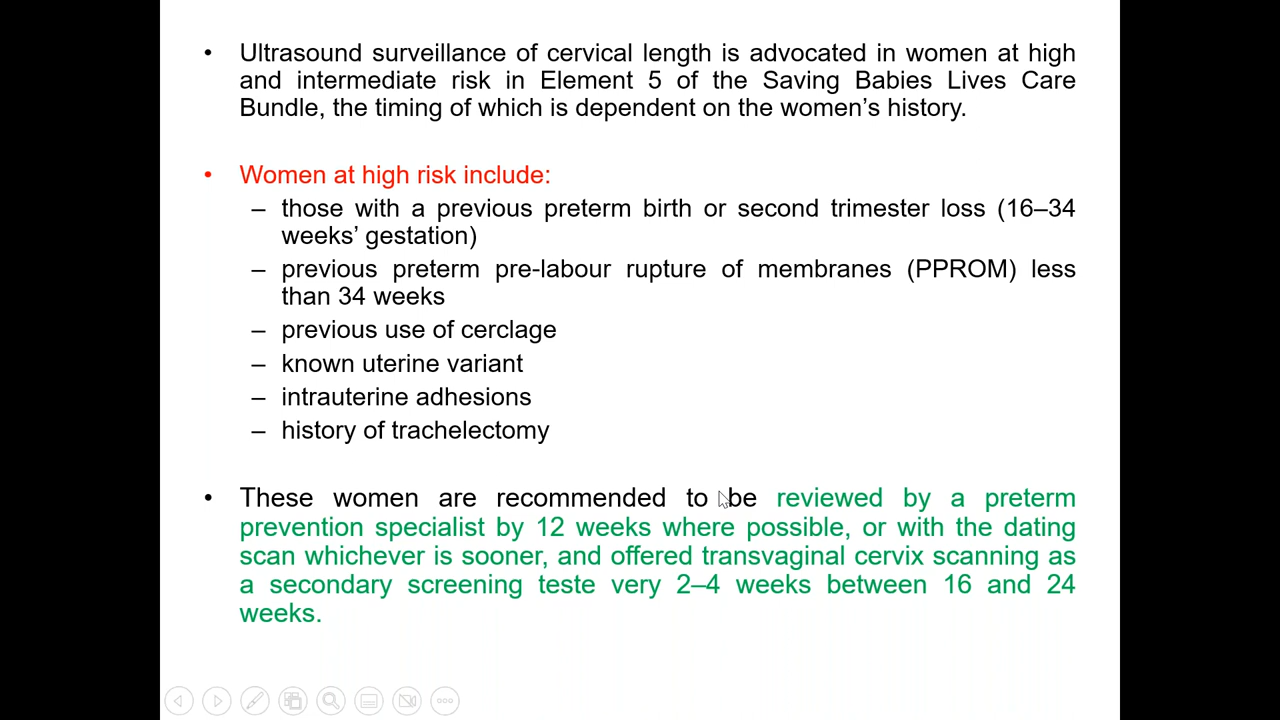 • Ultrasound surveillance of cervical length is advocated in women at high
and intermediate risk in Element 5 of the Saving Babies Lives Care
Bundle, the timing of which is dependent on the women’s history.
• Women at high risk include:
– those with a previous preterm birth or second trimester loss (16–34
weeks’ gestation)
– previous preterm pre-labour rupture of membranes (PPROM) less
than 34 weeks
– previous use of cerclage
– known uterine variant
– intrauterine adhesions
– history of trachelectomy
• These women are recommended to be reviewed by a preterm
prevention specialist by 12 weeks where possible, or with the dating
scan whichever is sooner, and offered transvaginal cervix scanning as
a secondary screening teste very 2–4 weeks between 16 and 24
weeks.